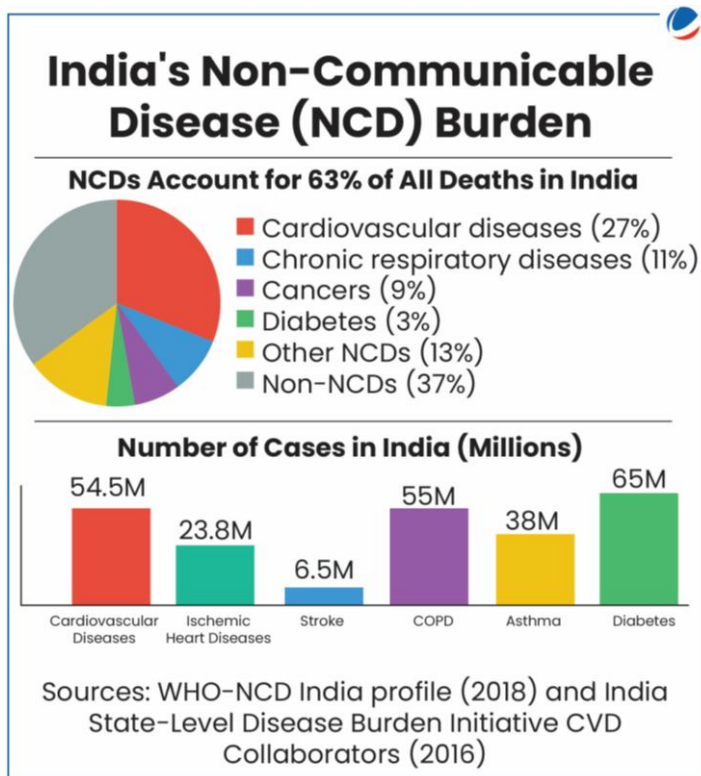 India's Non-Communicable
Disease (NCD) Burden
NCDs Account for 63% of All Deaths in India
Cardiovascular diseases (27%)
Chronic respiratory diseases (11%)
Cancers (9%)
Diabetes (3%)
Other NCDs (13%)
Non-NCDs (37%)
Number of Cases in India (Millions)
54.5M
23.8M
6.5M
55M
38M
65M
Cardiovascular
Diseases
Ischemic
Heart Diseases
Stroke
COPD
Asthma
Diabetes
Sources: WHO-NCD India profile (2018) and India
State-Level Disease Burden Initiative CVD
Collaborators (2016)